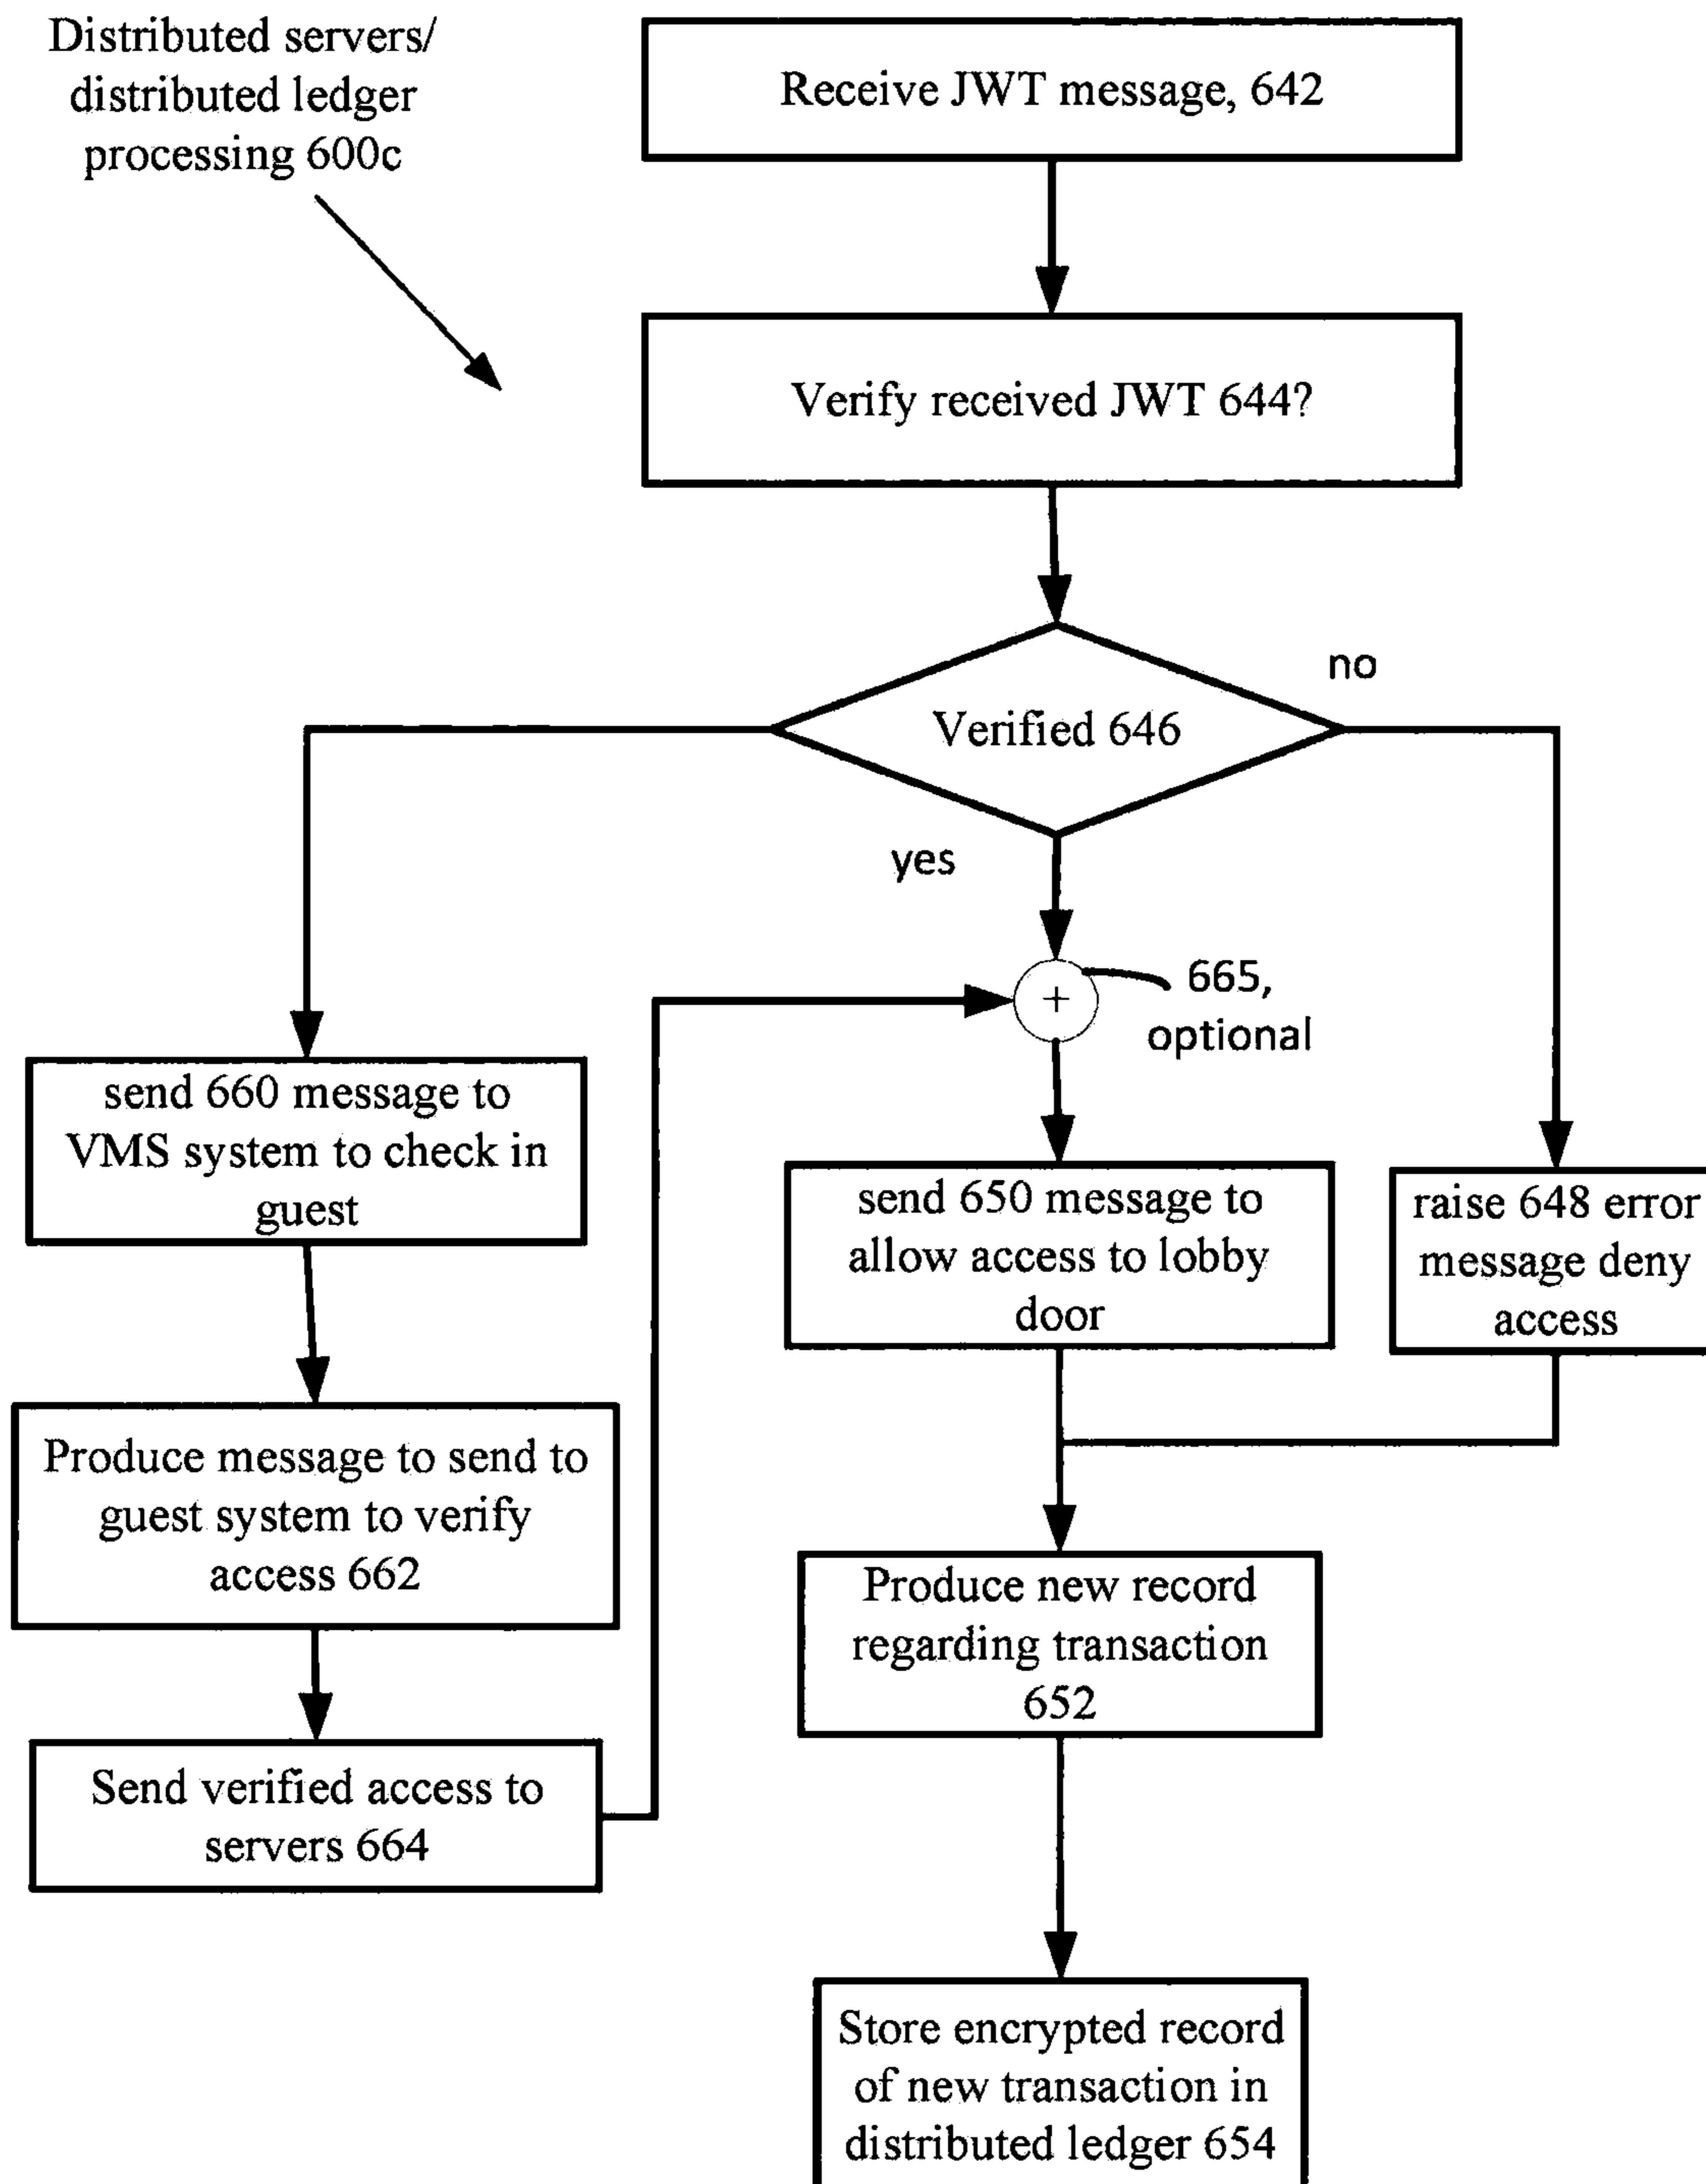 Distributed servers/
distributed ledger
processing 600c
Receive JWT message, 642
Verify received JWT 644?
no
Verified 646
yes
665,
optional
send 660 message to
VMS system to check in
guest
send 650 message to
allow access to lobby
door
raise 648 error
message deny
access
Produce message to send to
guest system to verify
access 662
Produce new record
regarding transaction
652
Send verified access to
servers 664
Store encrypted record
of new transaction in
distributed ledger 654